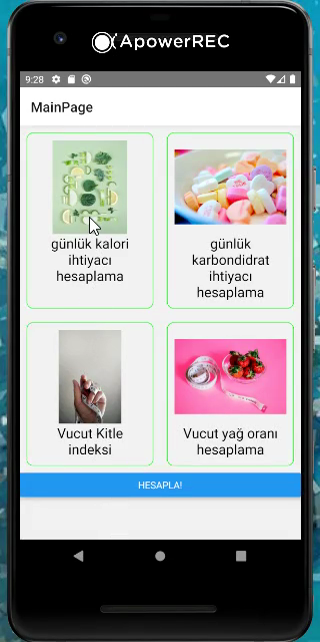 ApowerREC
9:28
MainPage
günlük kalori
ihtiyacı
hesaplama
günlük
karbondidrat
ihtiyacı
hesaplama
Vucut Kitle
indeksi
Vucut yağ oranı
hesaplama
HESAPLA!